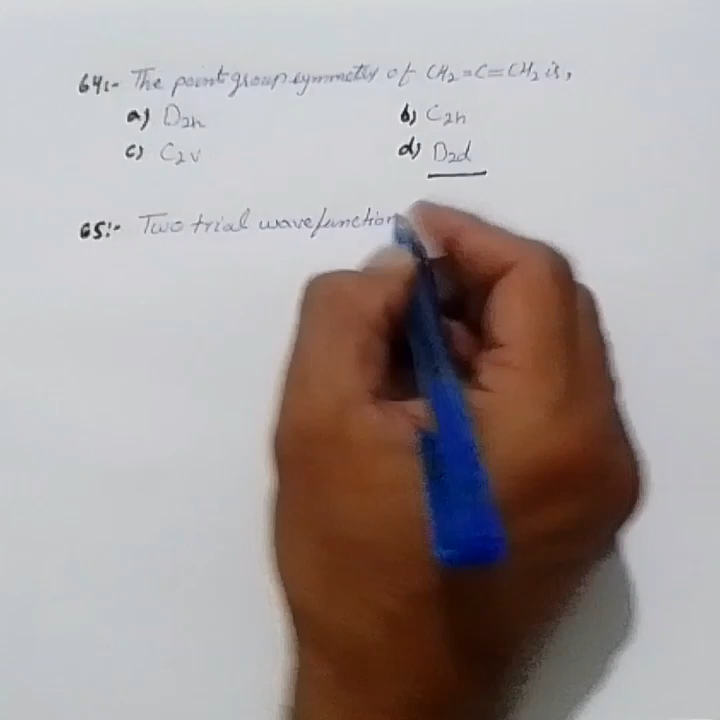 64:- The point group symmetry of CH2=C=CH2 is,
a) D2h b) C2h
c) C2v d) D2d
65:- Two trial wavefunction